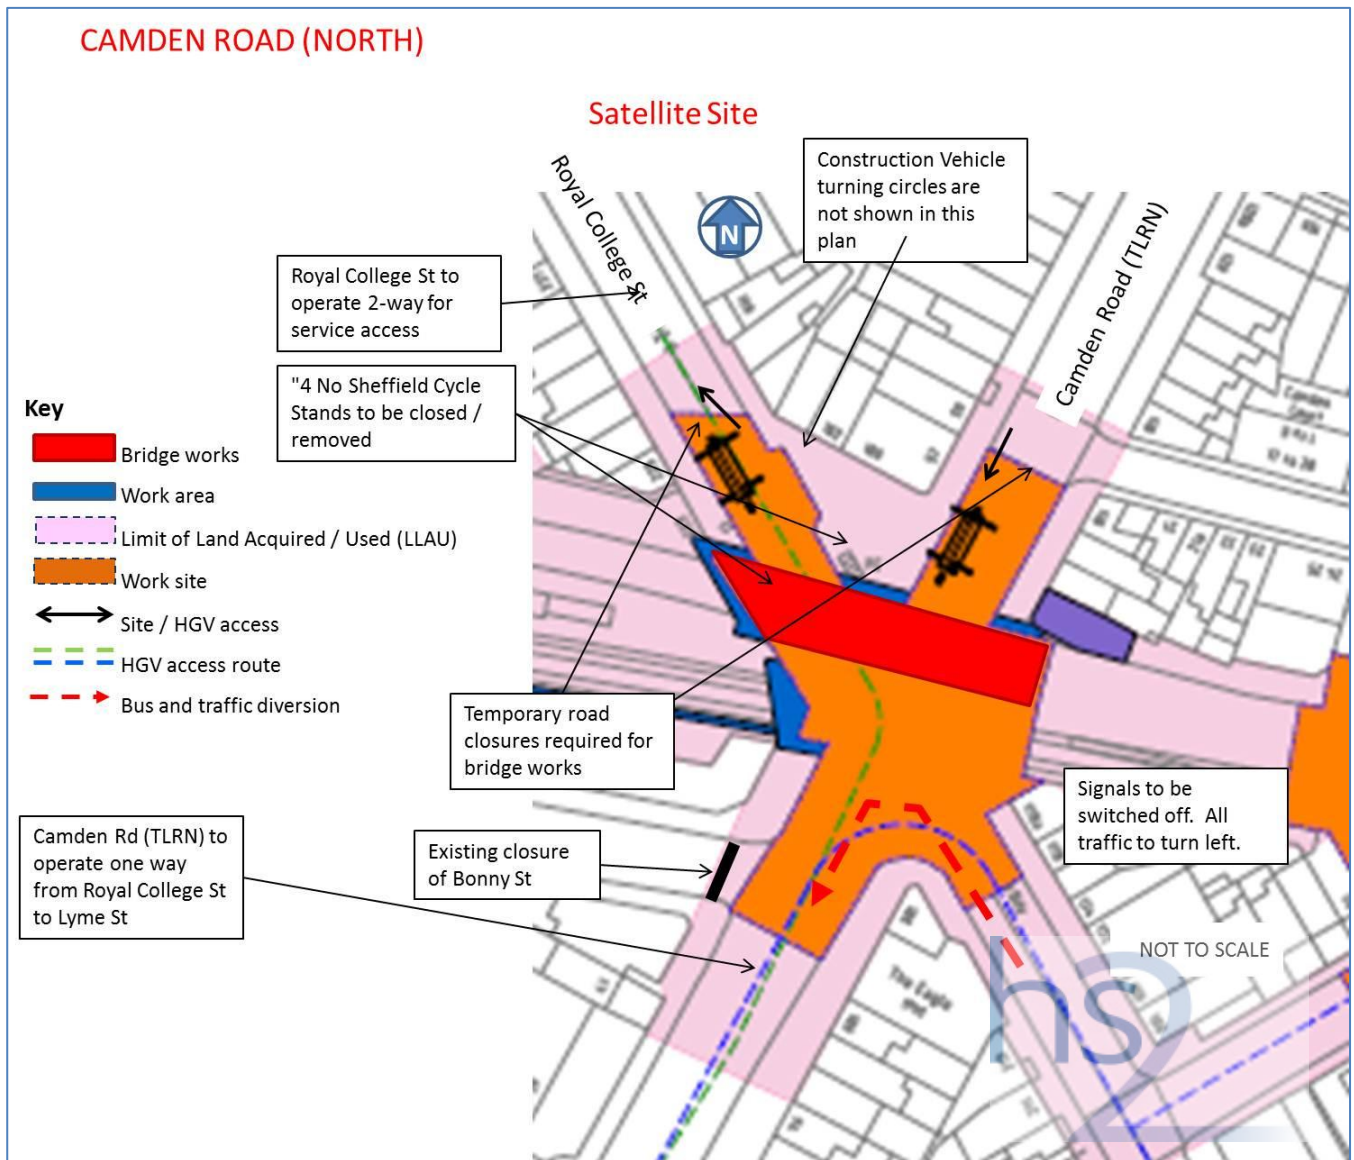 CAMDEN ROAD (NORTH)
Satellite Site
Construction Vehicle
turning circles are
not shown in this
plan
Royal College St
N
Camden Road (TLRN)
Royal College St to
operate 2-way for
service access
"4 No Sheffield Cycle
Stands to be closed /
removed
Key
Bridge works
Work area
Limit of Land Acquired / Used (LLAU)
Work site
Site / HGV access
HGV access route
Bus and traffic diversion
Temporary road
closures required for
bridge works
Signals to be
switched off. All
traffic to turn left.
Camden Rd (TLRN) to
operate one way
from Royal College St
to Lyme St
Existing closure
of Bonny St
NOT TO SCALE
The Eagle
(PH)
hs2